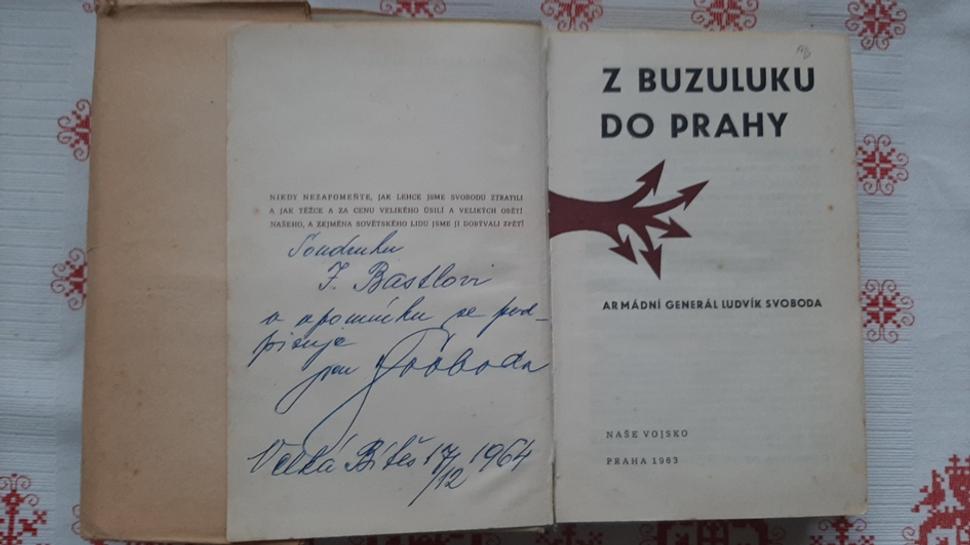 NIKDY NEZAPOMEŇTE, JAK LEHCE JSME SVOBODU ZTRATILI
A JAK TĚŽCE A ZA CENU VELIKÉHO ÚSILÍ A VELIKÝCH OBĚTÍ
NAŠEHO, A ZEJMÉNA SOVĚTSKÉHO LIDU JSME JI DOBÝVALI ZPĚT!
Soudruhu
J. Bastlovi
a upomínku se pod-
pisuje
Svoboda
Velká Bíteš 17/12 1964
Z BUZULUKU
DO PRAHY
ARMÁDNÍ GENERÁL LUDVÍK SVOBODA
NAŠE VOJSKO
PRAHA 1963